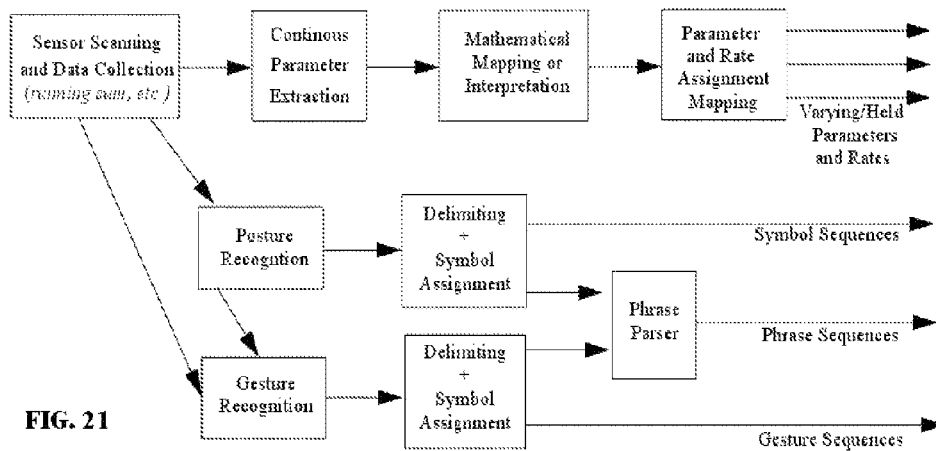 Sensor Scanning
and Data Collection
(running sum, etc.)
Continous
Parameter
Extraction
Mathematical
Mapping or
Interpretation
Parameter
and Rate
Assignment
Mapping
Varying/Held
Parameters
and Rates
Posture
Recogntion
Delimiting
+
Symbol
Assignment
Symbol Sequences
Phrase
Parser
Phrase Sequences
Gesture
Recognition
Delimiting
+
Symbol
Assignment
Gesture Sequences
FIG. 21